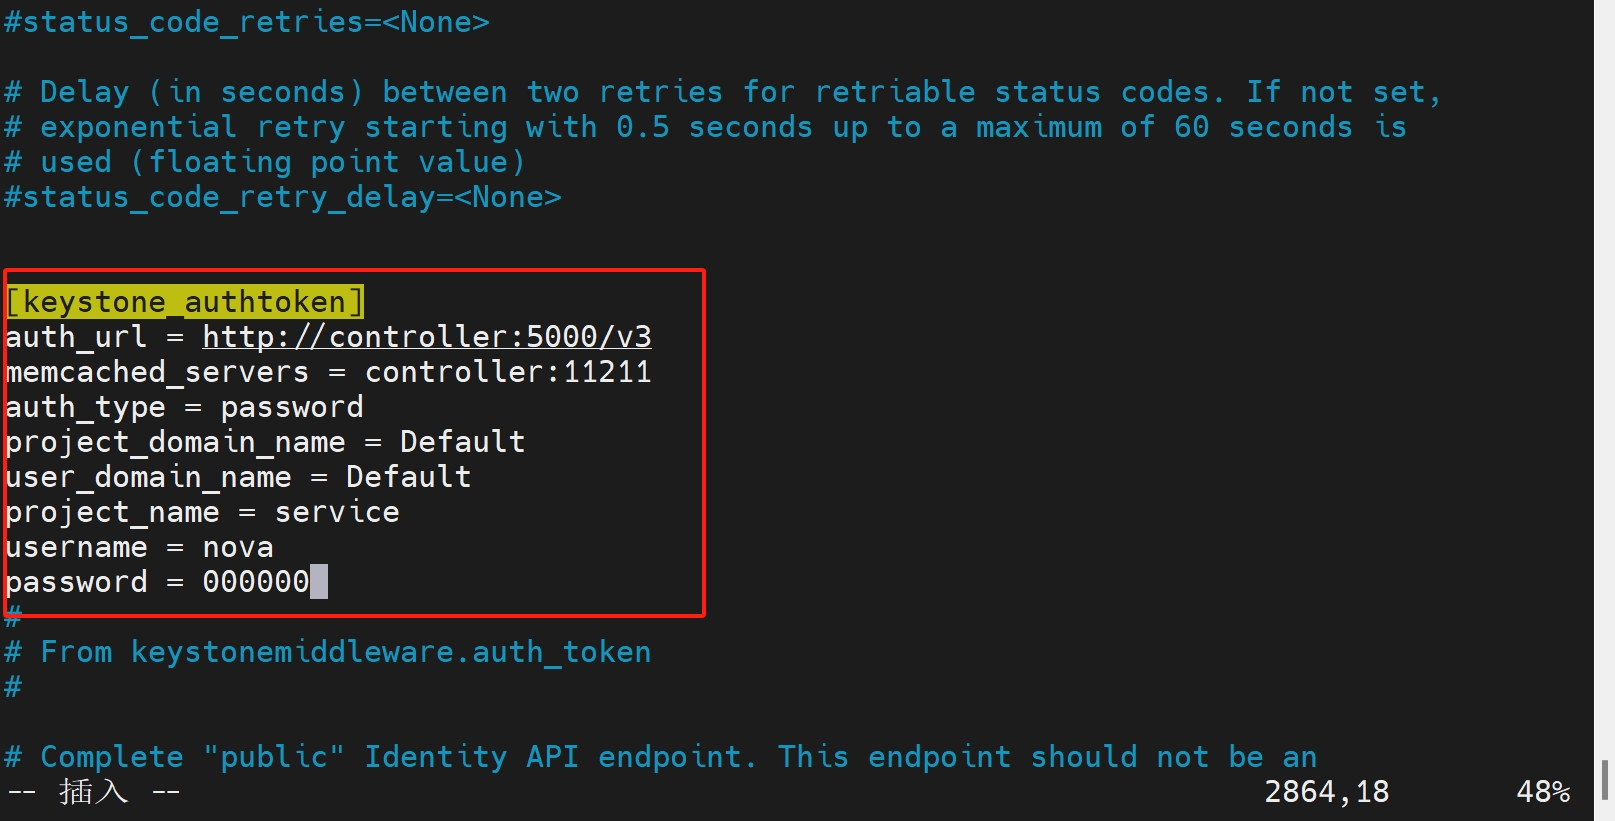 #status_code_retries=<None>
# Delay (in seconds) between two retries for retriable status codes. If not set,
# exponential retry starting with 0.5 seconds up to a maximum of 60 seconds is
# used (floating point value)
#status_code_retry_delay=<None>
[keystone_authtoken]
auth_url = http://controller:5000/v3
memcached_servers = controller:11211
auth_type = password
project_domain_name = Default
user_domain_name = Default
project_name = service
username = nova
password = 000000
#
# From keystonemiddleware.auth_token
#
# Complete "public" Identity API endpoint. This endpoint should not be an
-- 插入 -- 2864,18 48%